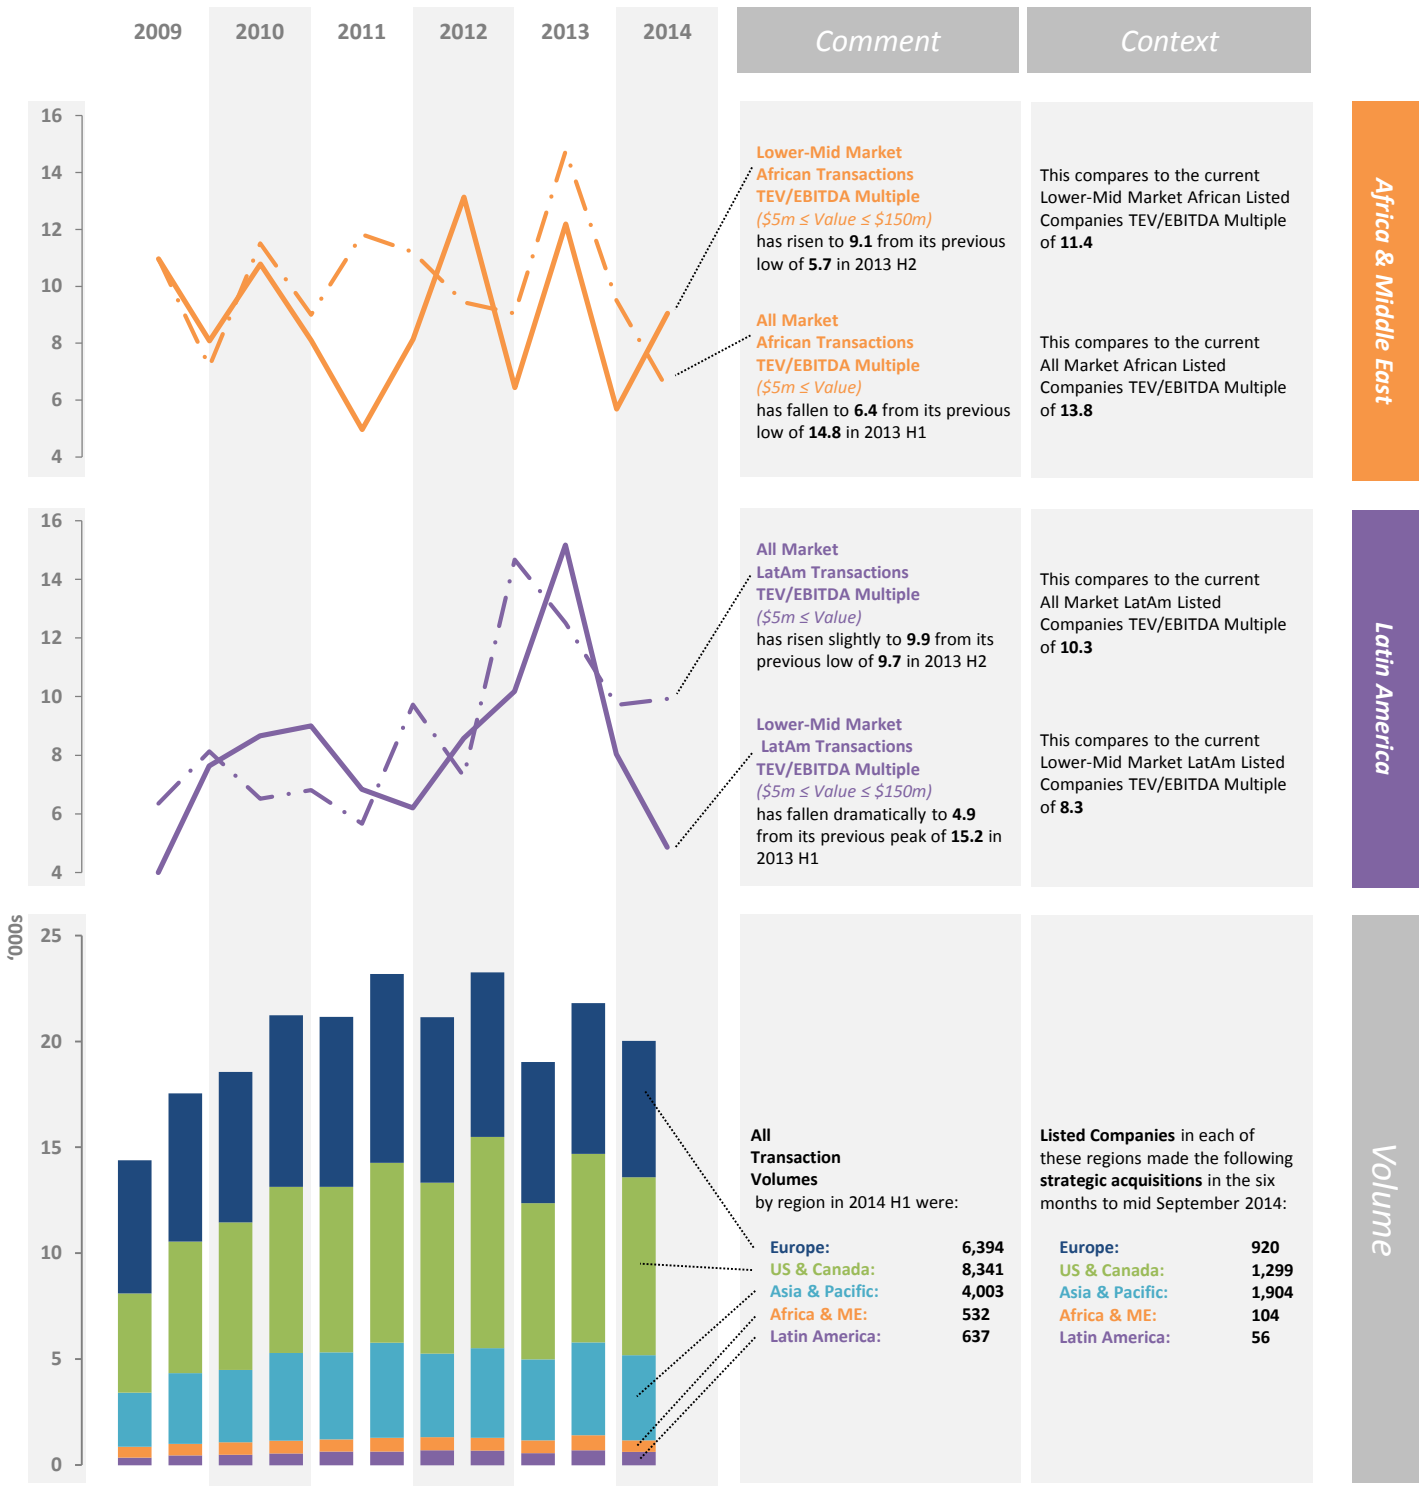 2009 2010 2011 2012 2013 2014
Comment
Context
16
14
12
10
8
6
4
Lower-Mid Market
African Transactions
TEV/EBITDA Multiple
($5m ≤ Value ≤ $150m)
has risen to 9.1 from its previous
low of 5.7 in 2013 H2
All Market
African Transactions
TEV/EBITDA Multiple
($5m ≤ Value)
has fallen to 6.4 from its previous
low of 14.8 in 2013 H1
This compares to the current
Lower-Mid Market African Listed
Companies TEV/EBITDA Multiple
of 11.4
This compares to the current
All Market African Listed
Companies TEV/EBITDA Multiple
of 13.8
Africa & Middle East
16
14
12
10
8
6
4
All Market
LatAm Transactions
TEV/EBITDA Multiple
($5m ≤ Value)
has risen slightly to 9.9 from its
previous low of 9.7 in 2013 H2
Lower-Mid Market
LatAm Transactions
TEV/EBITDA Multiple
($5m ≤ Value ≤ $150m)
has fallen dramatically to 4.9
from its previous peak of 15.2 in
2013 H1
This compares to the current
All Market LatAm Listed
Companies TEV/EBITDA Multiple
of 10.3
This compares to the current
Lower-Mid Market LatAm Listed
Companies TEV/EBITDA Multiple
of 8.3
Latin America
'000s
25
20
15
10
5
0
All
Transaction
Volumes
by region in 2014 H1 were:
Europe: 6,394
US & Canada: 8,341
Asia & Pacific: 4,003
Africa & ME: 532
Latin America: 637
Listed Companies in each of
these regions made the following
strategic acquisitions in the six
months to mid September 2014:
Europe: 920
US & Canada: 1,299
Asia & Pacific: 1,904
Africa & ME: 104
Latin America: 56
Volume